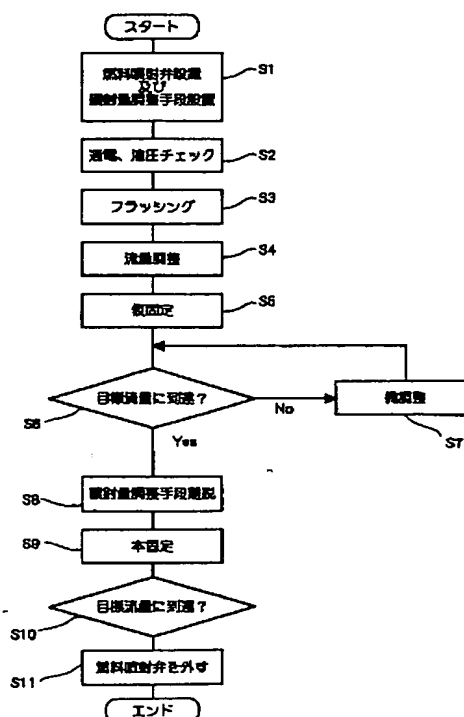 スタート
燃料噴射弁設置
及び
噴射量調整手段設置
S1
通電、油圧チェック
S2
フラッシング
S3
流量調整
S4
仮固定
S5
目標流量に到達?
S6
No
微調整
S7
Yes
噴射量調整手段離脱
S8
本固定
S9
目標流量に到達?
S10
燃料噴射弁を外す
S11
エンド